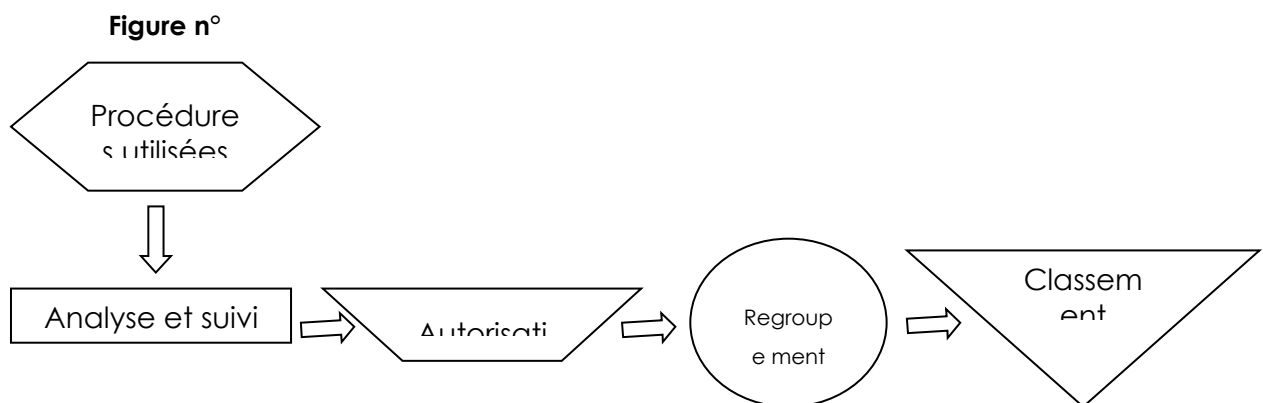 Figure n°
Procédure
s utilisées
Analyse et suivi
Autorisati
Regroup
e ment
Classem
ent